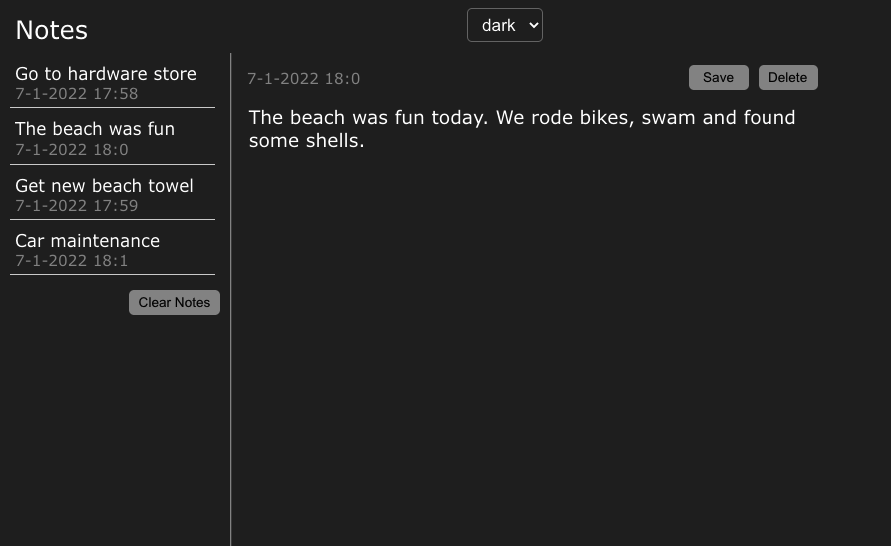 Notes
dark
Go to hardware store
7-1-2022 17:58
The beach was fun
7-1-2022 18:0
Get new beach towel
7-1-2022 17:59
Car maintenance
7-1-2022 18:1
Clear Notes
7-1-2022 18:0
Save
Delete
The beach was fun today. We rode bikes, swam and found
some shells.